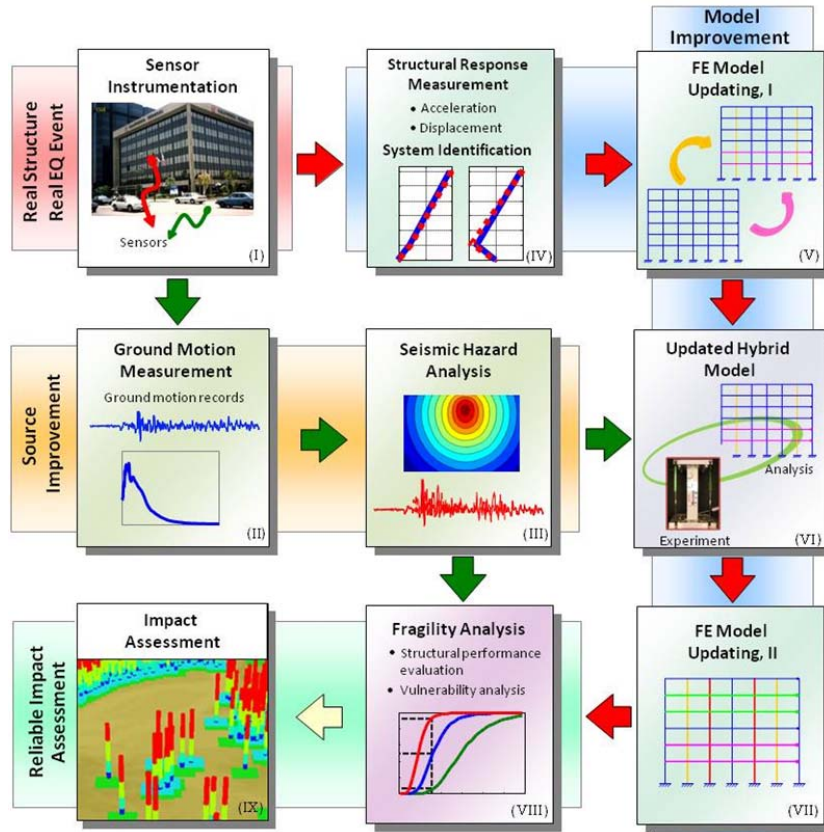 Model
Improvement
Real Structure
Real EQ Event
Sensor
Instrumentation
Sensors
(I)
Structural Response
Measurement
• Acceleration
• Displacement
System Identification
(IV)
FE Model
Updating, I
(V)
Source
Improvement
Ground Motion
Measurement
Ground motion records
(II)
Seismic Hazard
Analysis
(III)
Updated Hybrid
Model
Analysis
Experiment
(VI)
Reliable Impact
Assessment
Impact
Assessment
(IX)
Fragility Analysis
• Structural performance
evaluation
• Vulnerability analysis
(VIII)
FE Model
Updating, II
(VII)